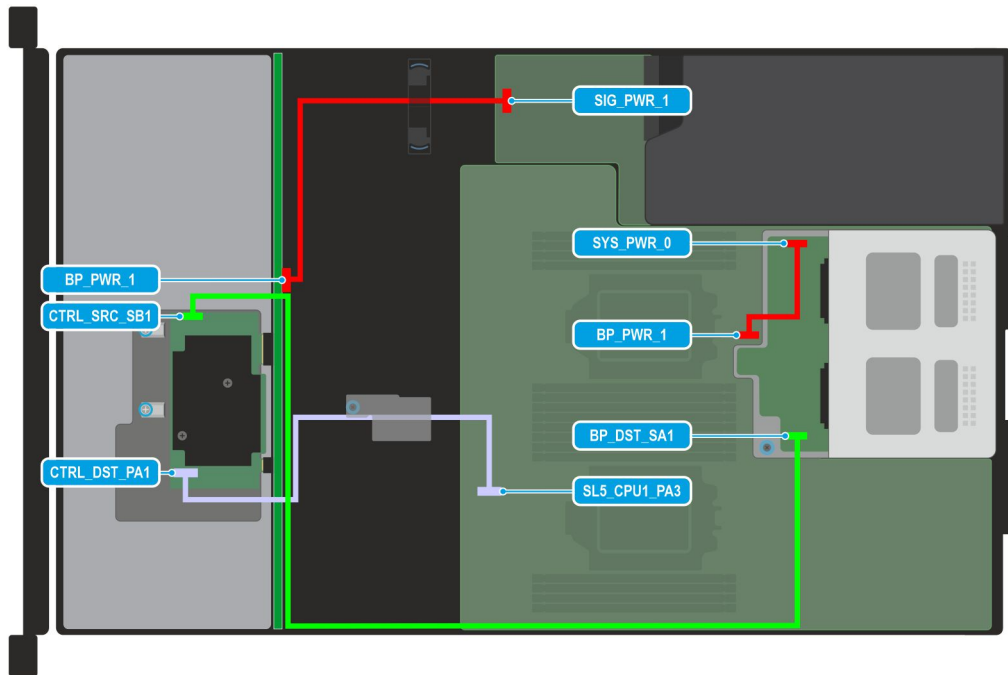 SIG_PWR_1
SYS_PWR_0
BP_PWR_1
CTRL_SRC_SB1
BP_PWR_1
BP_DST_SA1
CTRL_DST_PA1
SL5_CPU1_PA3